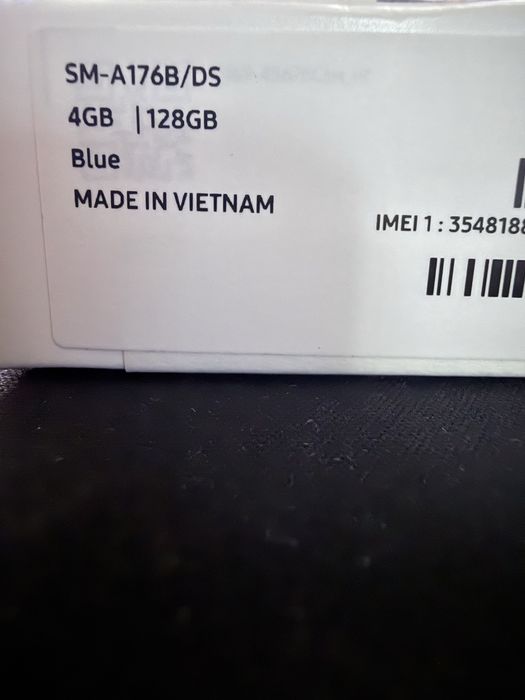 SM-A176B/DS
4GB | 128GB
Blue
MADE IN VIETNAM
IMEI 1 : 3548188